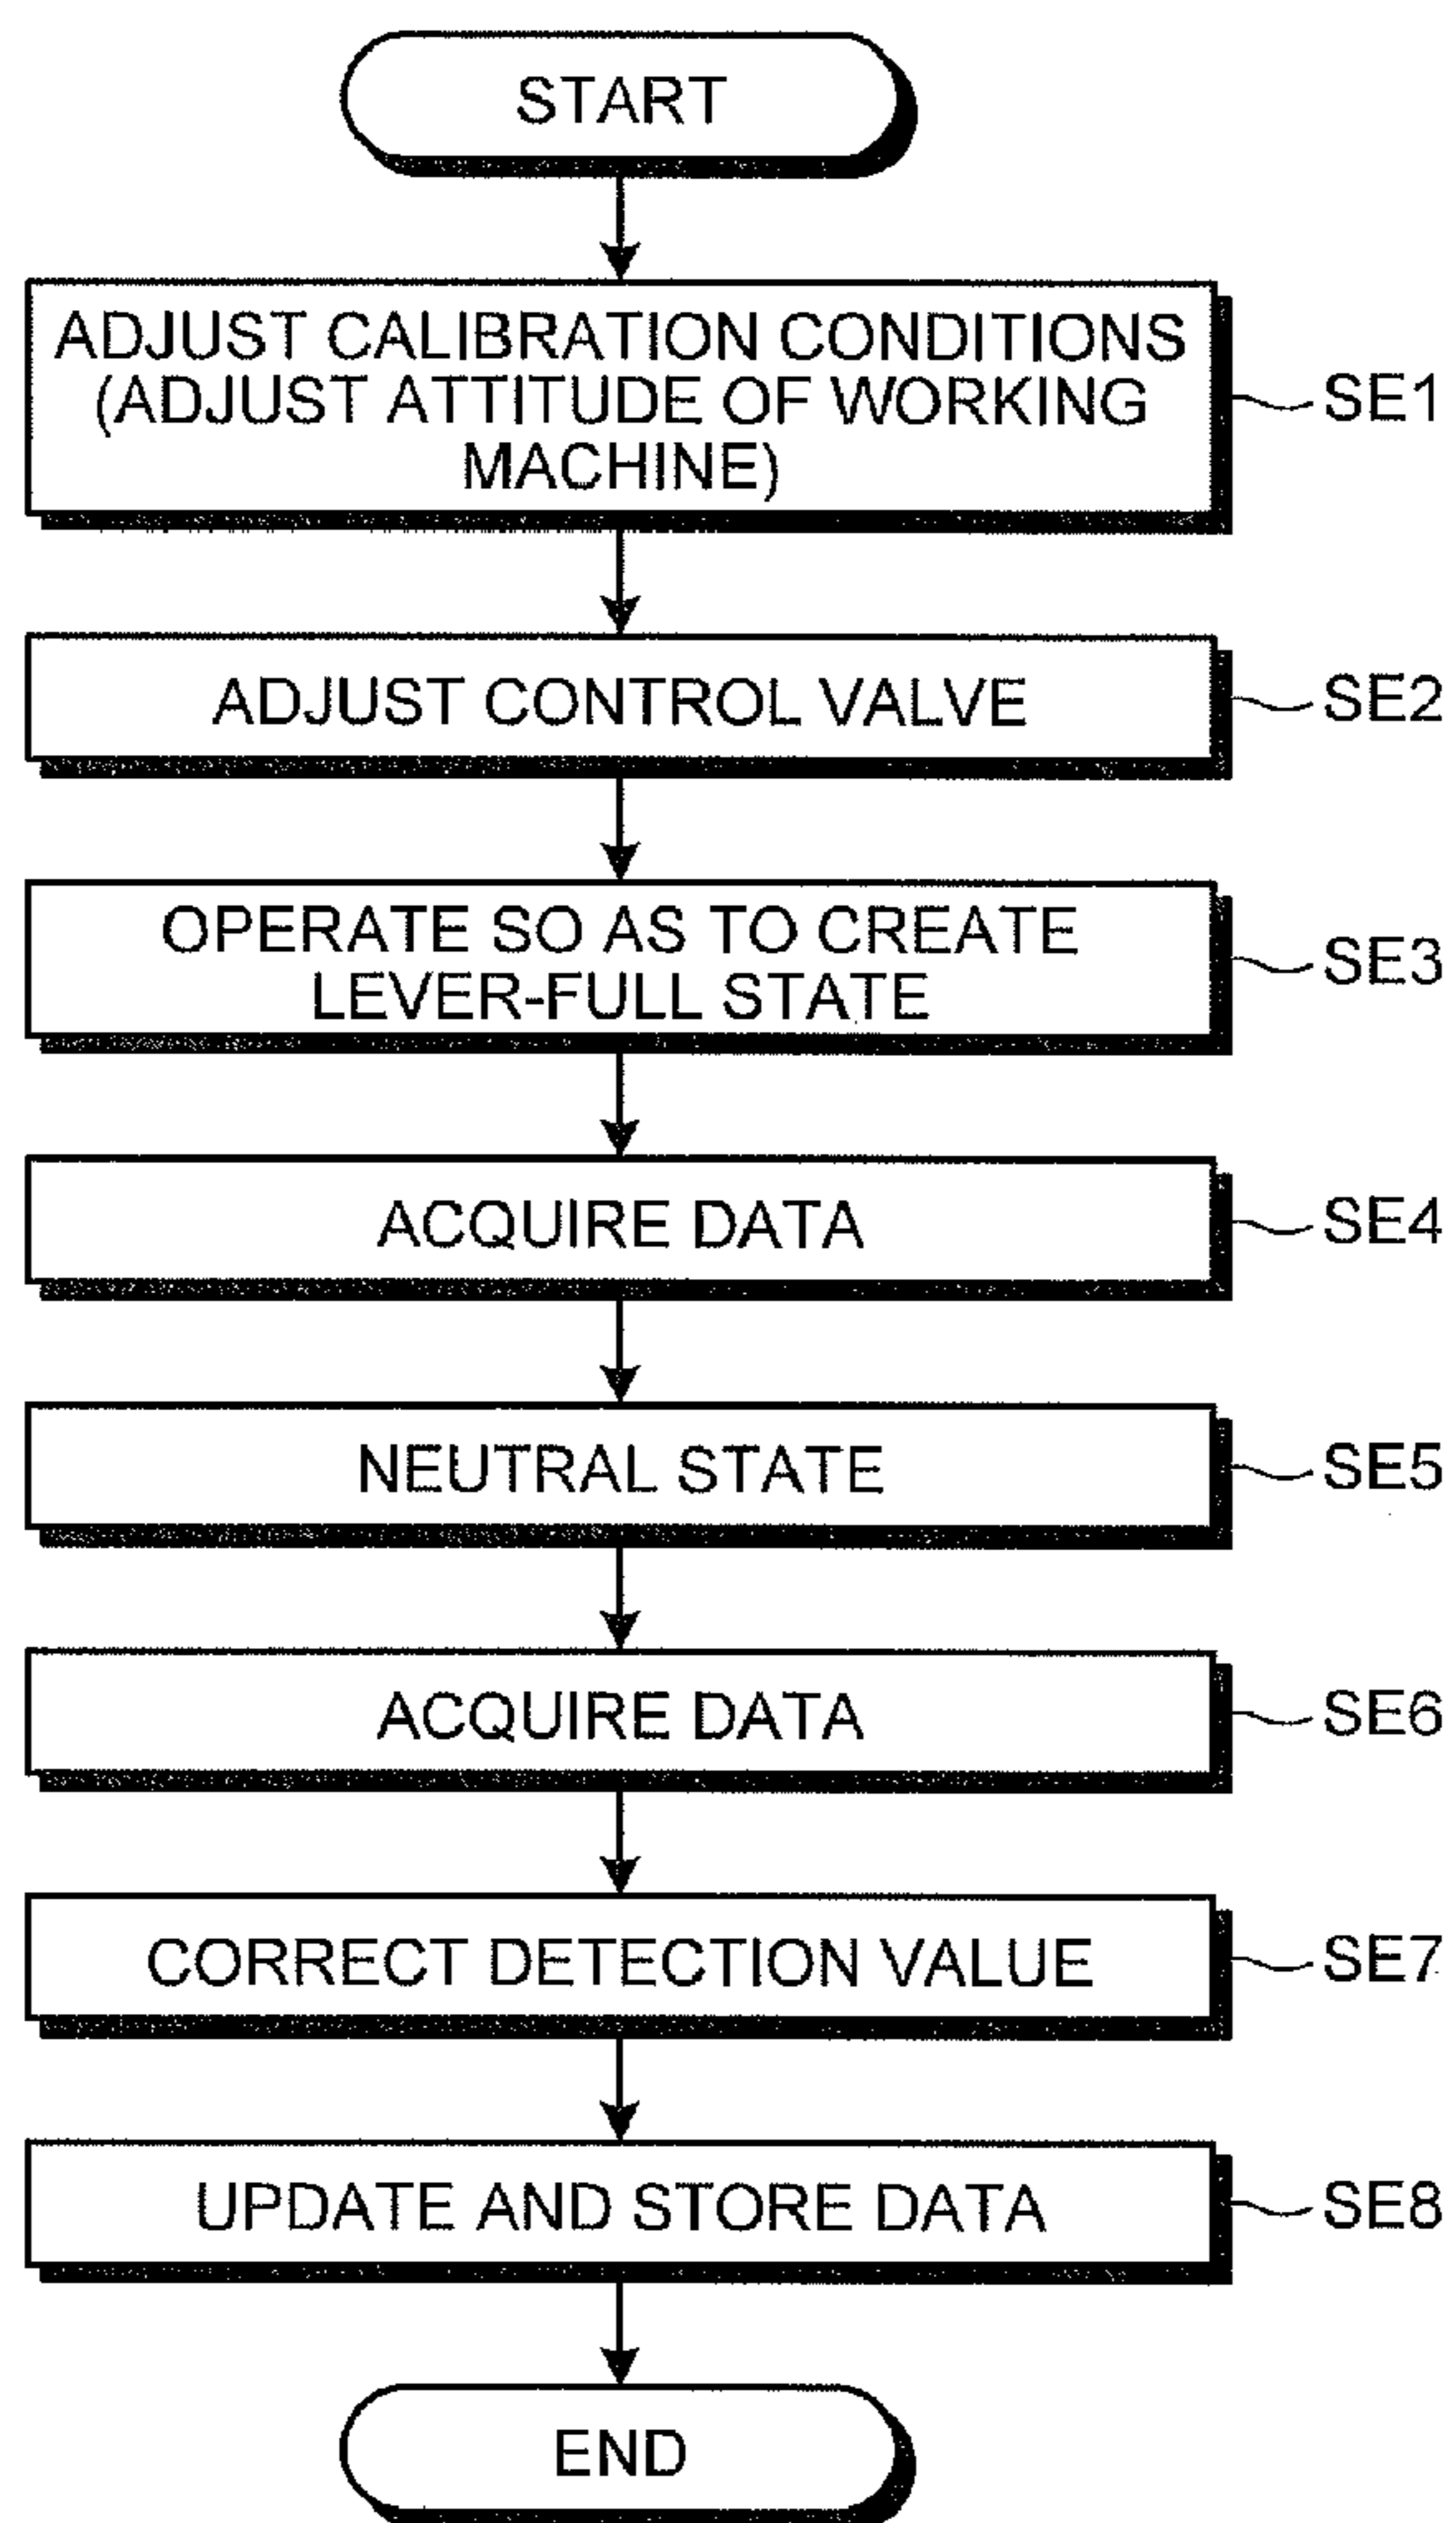 START
ADJUST CALIBRATION CONDITIONS
(ADJUST ATTITUDE OF WORKING
MACHINE)
SE1
ADJUST CONTROL VALVE
SE2
OPERATE SO AS TO CREATE
LEVER-FULL STATE
SE3
ACQUIRE DATA
SE4
NEUTRAL STATE
SE5
ACQUIRE DATA
SE6
CORRECT DETECTION VALUE
SE7
UPDATE AND STORE DATA
SE8
END